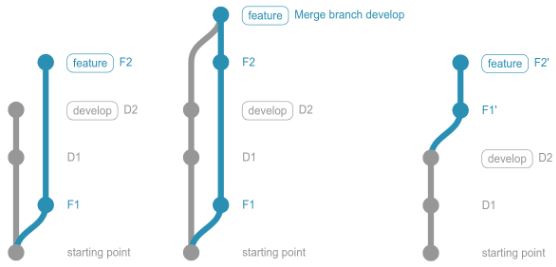 feature F2
develop D2
D1
F1
starting point
feature Merge branch develop
F2
develop D2
D1
F1
starting point
feature F2'
F1'
develop D2
D1
starting point